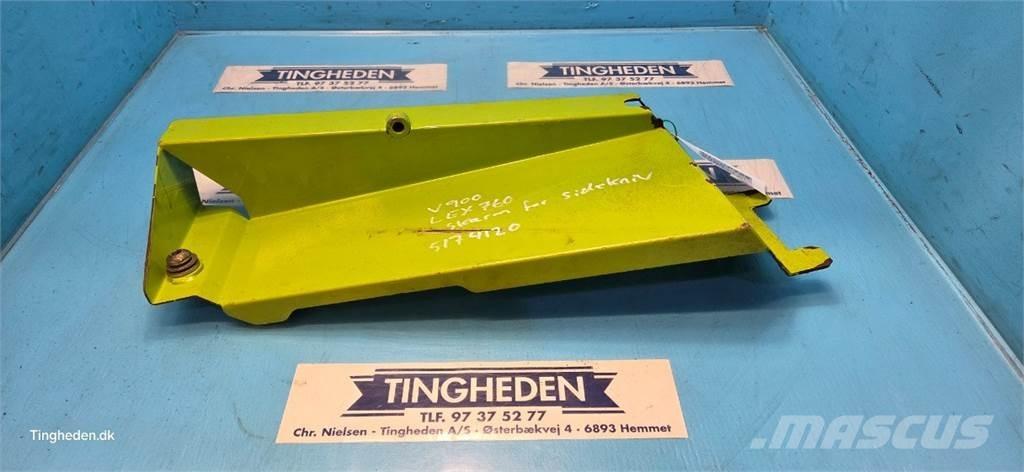 TINGHEDEN
TLF. 97 37 52 77
Chr. Nielsen - Tingheden A/S - Østerbækvej 4 - 6893 Hemmet
TINGHEDEN
TLF. 97 37 52 77
Chr. Nielsen - Tingheden A/S - Østerbækvej 4 - 6893 Hemmet
Nielsen -
met
V900
LEX 760
Skærm for sidekniv
5174120
TINGHEDEN
TLF. 97 37 52 77
Chr. Nielsen - Tingheden A/S - Østerbækvej 4 - 6893 Hemmet
Tingheden.dk
MASCUS